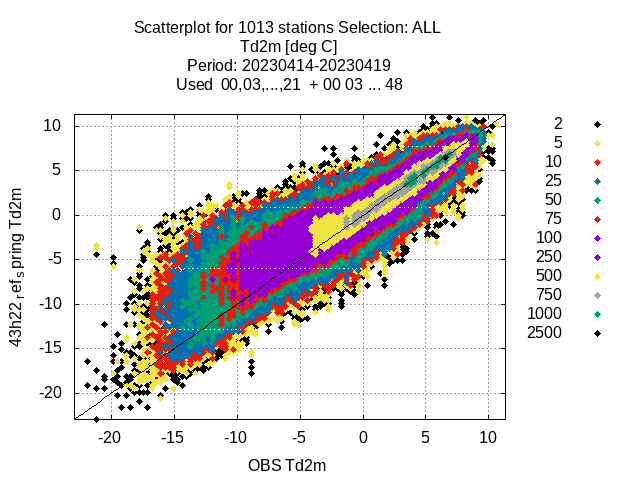 Scatterplot for 1013 stations Selection: ALL
Td2m [deg C]
Period: 20230414-20230419
Used 00,03,...,21 + 00 03 ... 48
10
5
0
-5
-10
-15
-20
43h22_ref_spring Td2m
-20 -15 -10 -5 0 5 10
OBS Td2m
2
5
10
25
50
75
100
250
500
750
1000
2500